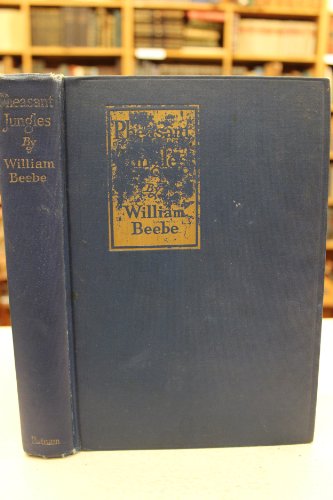 Pheasant
Jungles
By
William
Beebe
Putnam
Pheasant
Jungles
By
William
Beebe